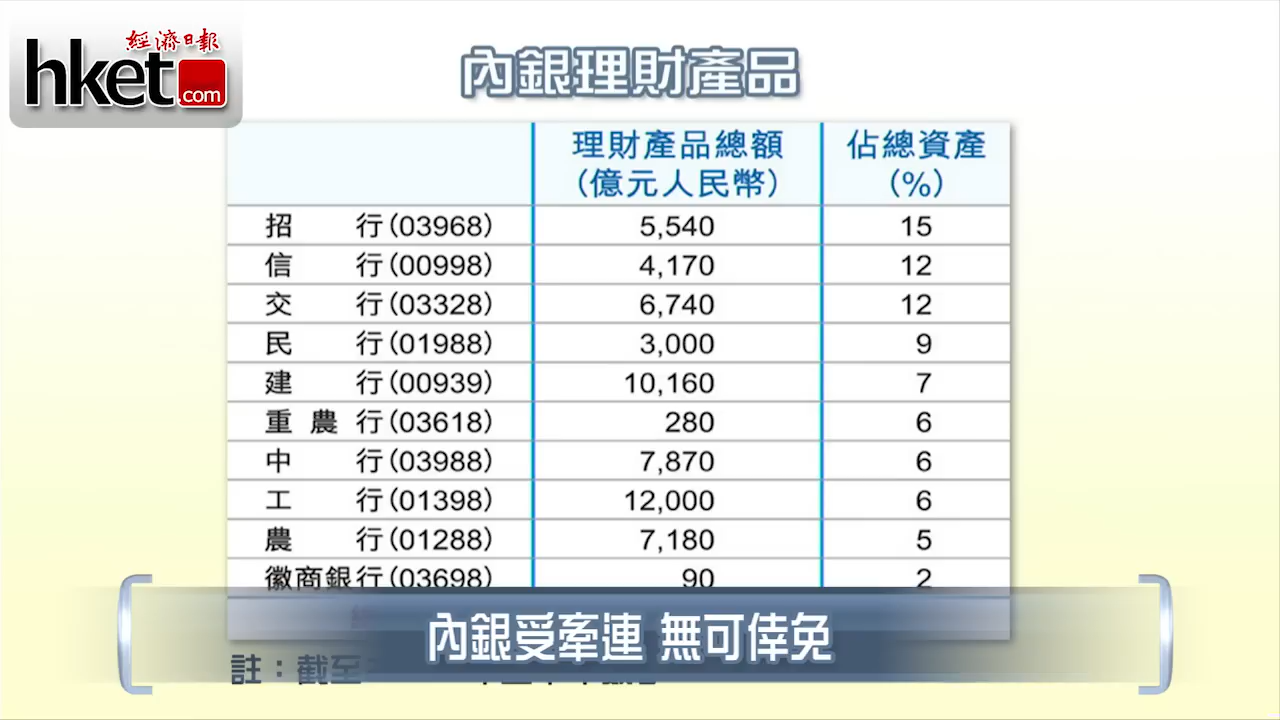 經濟日報
hket.com
內銀理財產品
理財產品總額 佔總資產
(億元人民幣) (%)
招行(03968) 5,540 15
信行(00998) 4,170 12
交行(03328) 6,740 12
民行(01988) 3,000 9
建行(00939) 10,160 7
重農行(03618) 280 6
中行(03988) 7,870 6
工行(01398) 12,000 6
農行(01288) 7,180 5
徽商銀行(03698) 90 2
內銀受牽連 無可倖免
註：截至